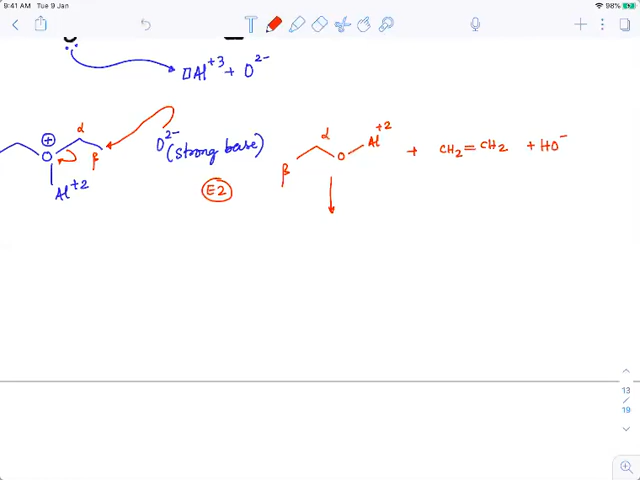 9:41 AM Tue 9 Jan
98%
□Al+3 + O2-
α
⊕
O
β
Al+2
O2-
(strong base)
E2
α
β
O
Al+2
+ CH2=CH2 + HO-
13
/
19